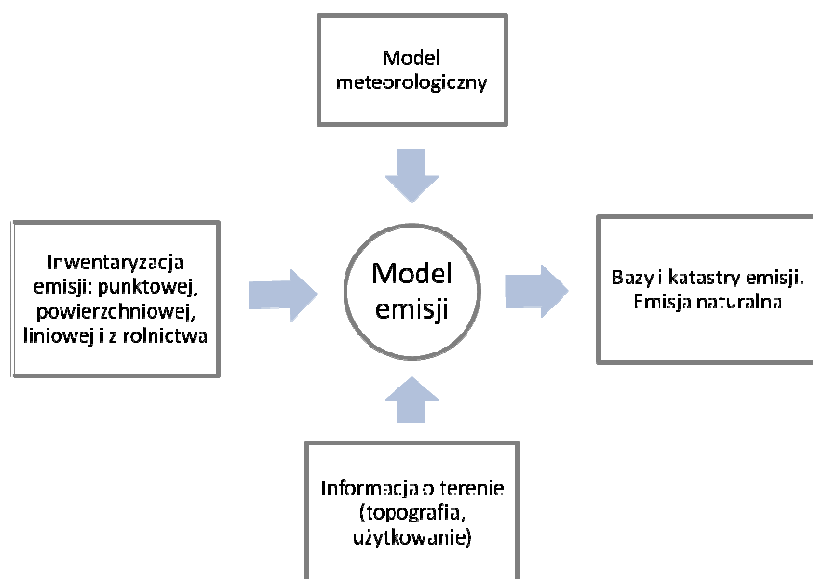 Model
meteorologiczny
Inwentaryzacja
emisji: punktowej,
powierzchniowej,
liniowej i z rolnictwa
Model
emisji
Bazy i katastry emisji.
Emisja naturalna
Informacja o terenie
(topografia,
użytkowanie)